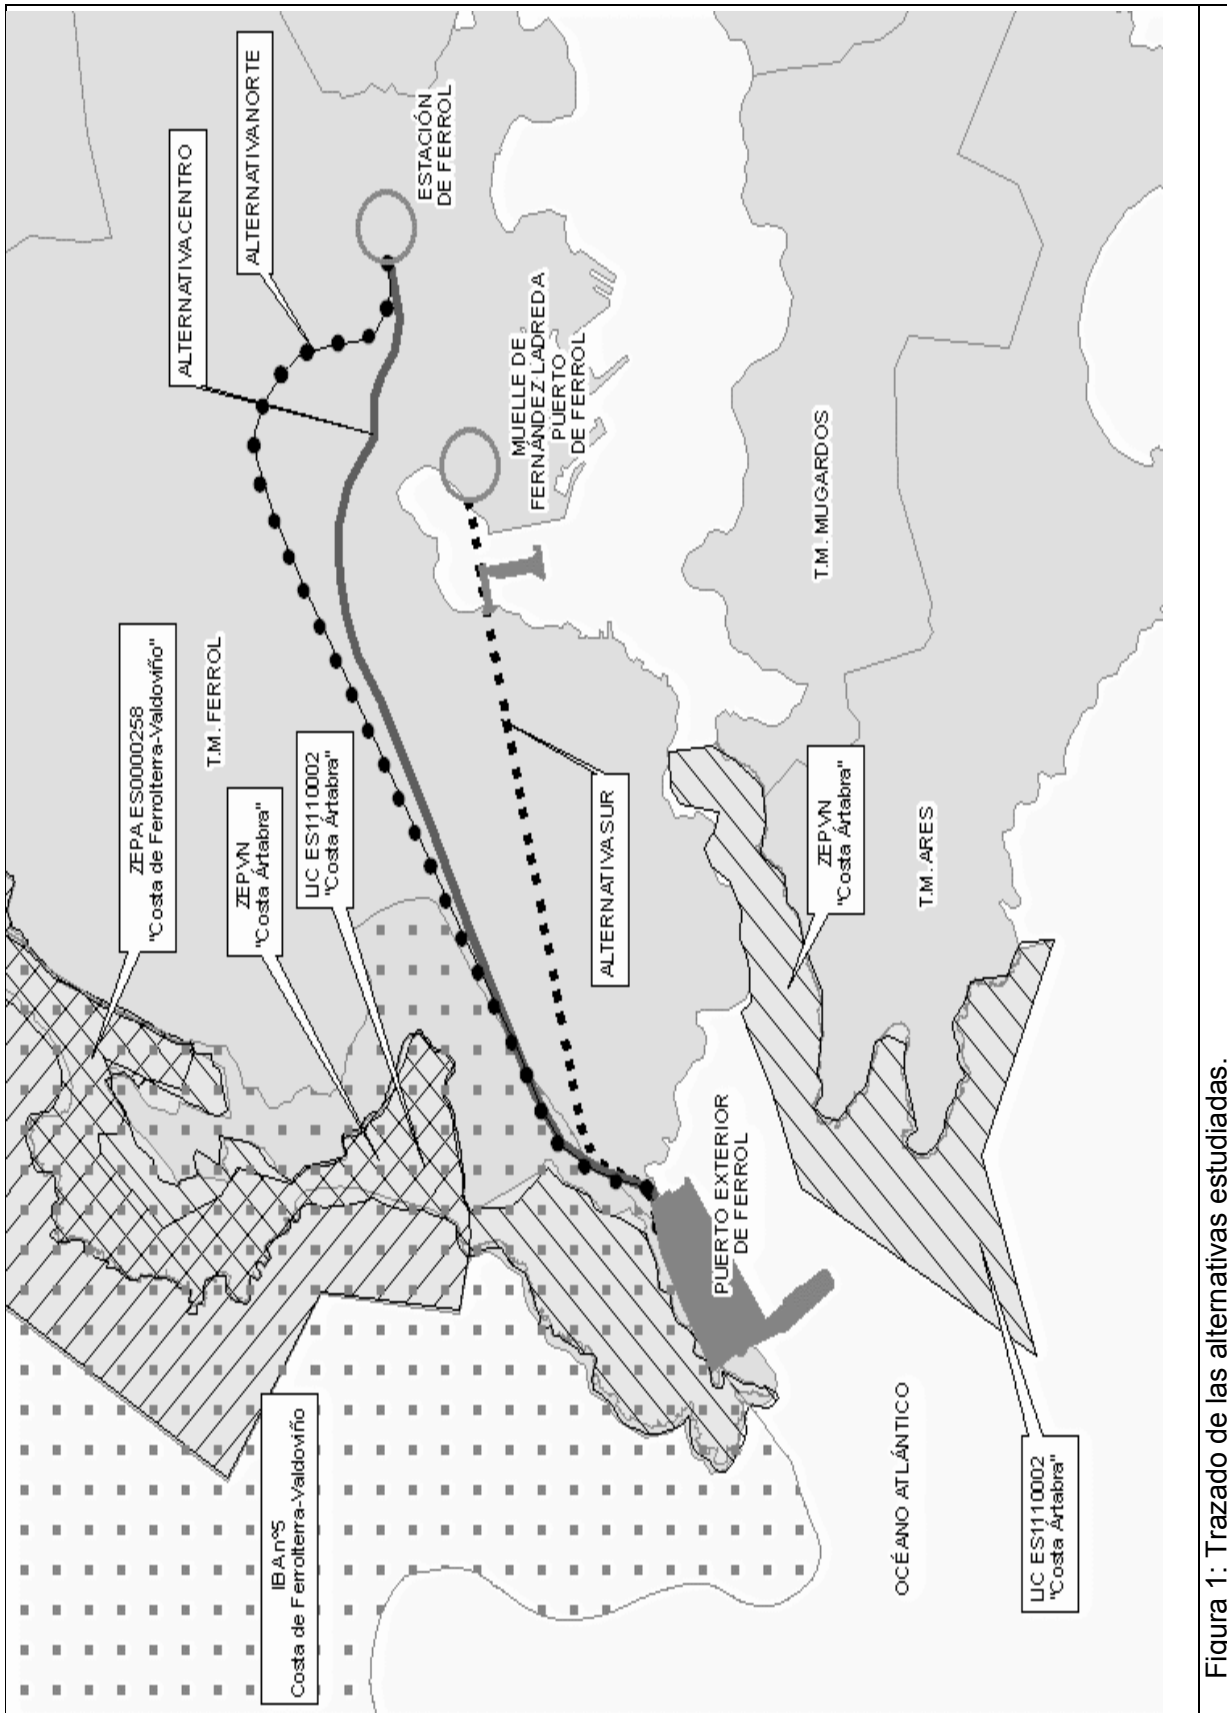 ALTERNATIVA NORTE
ALTERNATIVA CENTRO
ESTACIÓN
DE FERROL
ZEPA ES0000258
"Costa de Ferrolterra-Valdoviño"
T.M. FERROL
ZEPVN
"Costa Ártabra"
LIC ES1110002
"Costa Ártabra"
MUELLE DE
FERNÁNDEZ LADREDA
PUERTO
DE FERROL
ALTERNATIVA SUR
T.M. MUGARDOS
ZEPVN
"Costa Ártabra"
T.M. ARES
IBA nº5
Costa de Ferrolterra-Valdoviño
PUERTO EXTERIOR
DE FERROL
OCÉANO ATLÁNTICO
LIC ES1110002
"Costa Ártabra"
Figura 1: Trazado de las alternativas estudiadas.